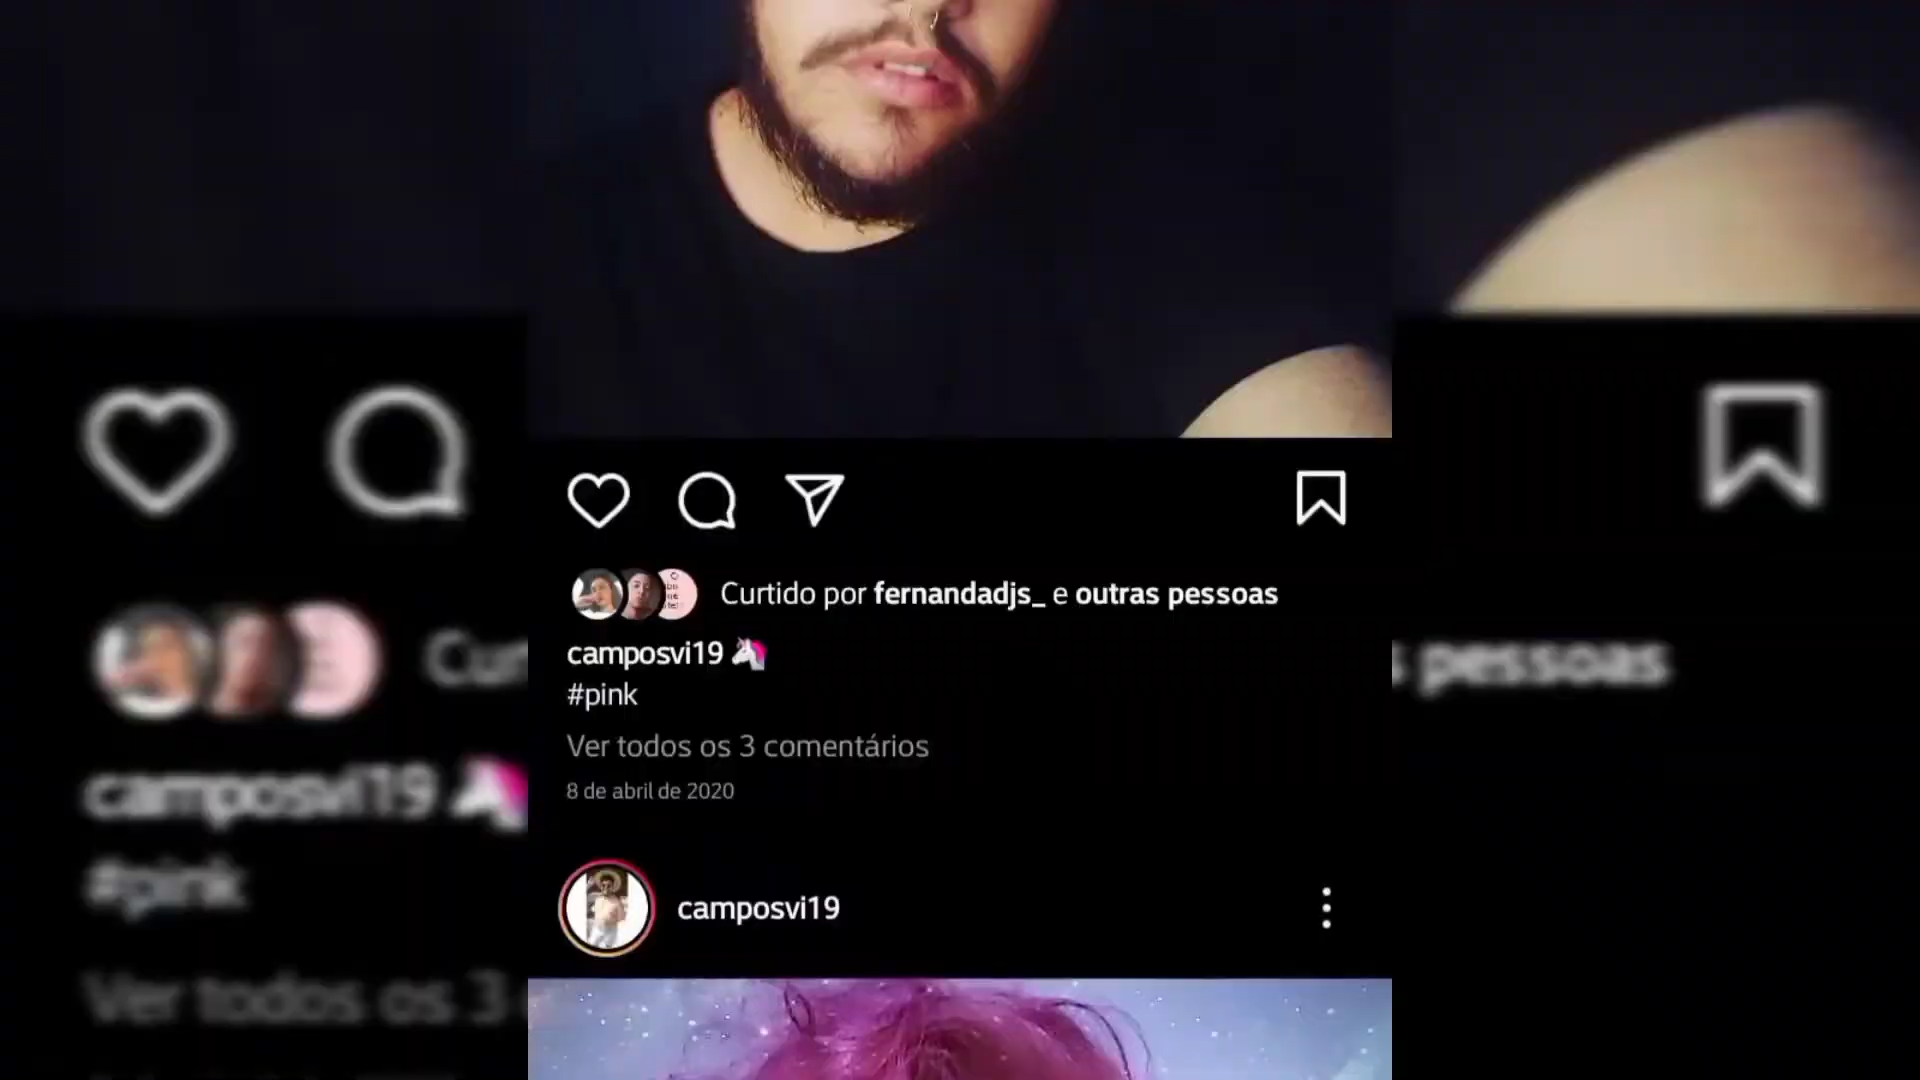 Curtido por fernandadjs_ e outras pessoas
camposvi19 🦄
#pink
Ver todos os 3 comentários
8 de abril de 2020
camposvi19